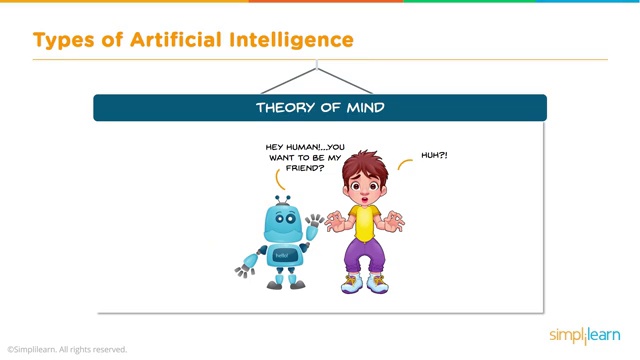 Types of Artificial Intelligence
THEORY OF MIND
HEY HUMAN!...YOU
WANT TO BE MY
FRIEND?
HUH?!
hello!
©Simplilearn. All rights reserved.
simplilearn